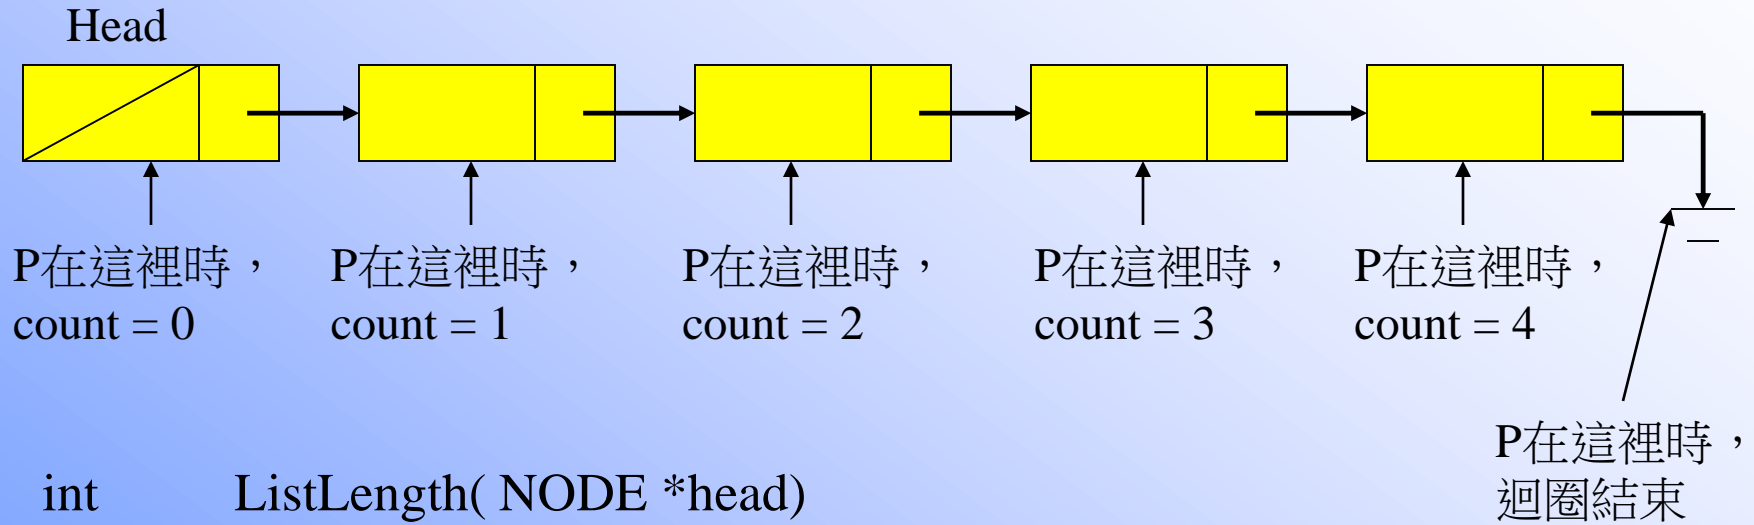 Head
P在這裡時，
count = 0
P在這裡時，
count = 1
P在這裡時，
count = 2
P在這裡時，
count = 3
P在這裡時，
count = 4
P在這裡時，
迴圈結束
int ListLength( NODE *head)